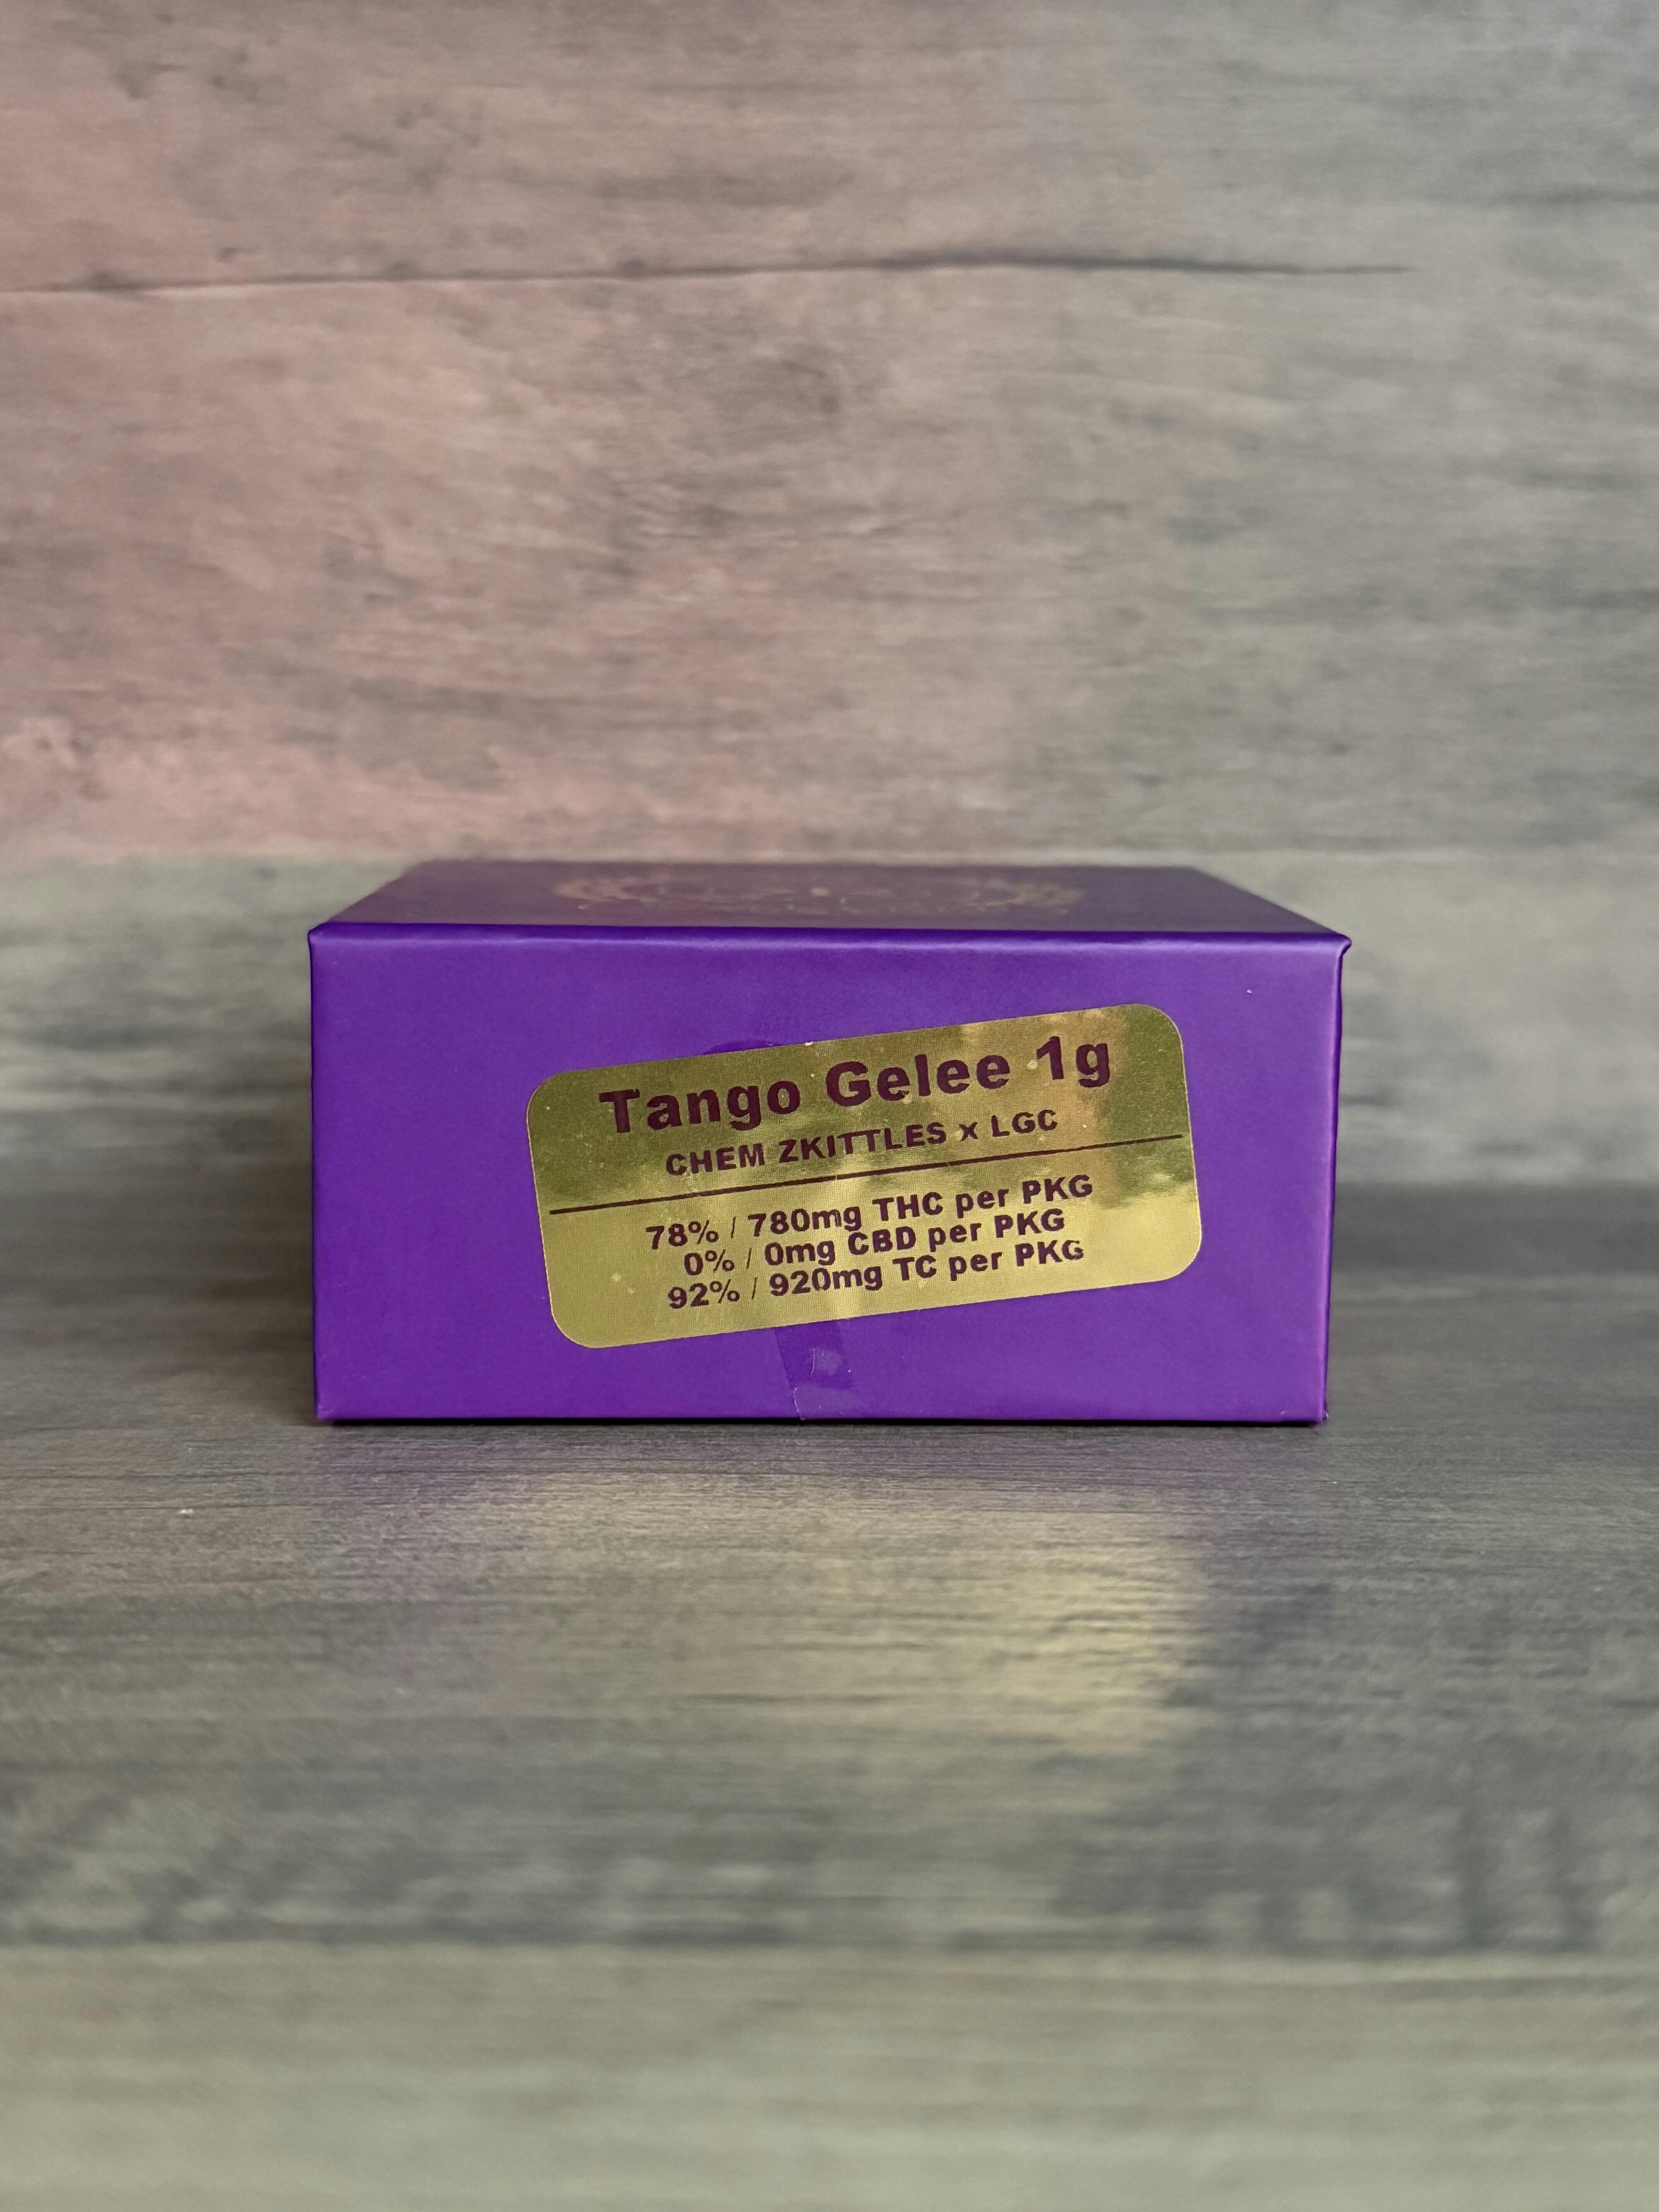 Tango Gelee 1g
CHEM ZKITTLES x LGC
78% / 780mg THC per PKG
0% / 0mg CBD per PKG
92% / 920mg TC per PKG